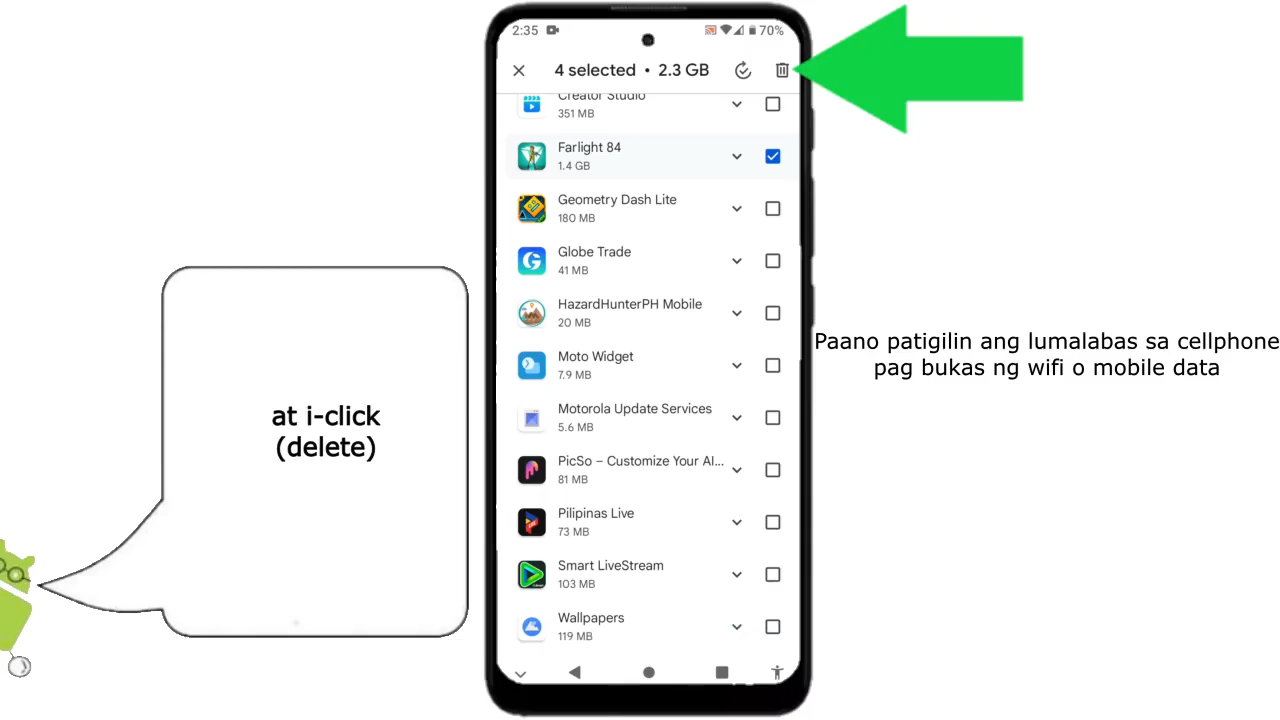 2:35
70%
4 selected • 2.3 GB
Creator Studio
351 MB
Farlight 84
1.4 GB
Geometry Dash Lite
180 MB
Globe Trade
41 MB
HazardHunterPH Mobile
20 MB
Moto Widget
7.9 MB
Motorola Update Services
5.6 MB
PicSo – Customize Your AI...
81 MB
Pilipinas Live
73 MB
Smart LiveStream
103 MB
Wallpapers
119 MB
at i-click
(delete)
Paano patigilin ang lumalabas sa cellphone
pag bukas ng wifi o mobile data